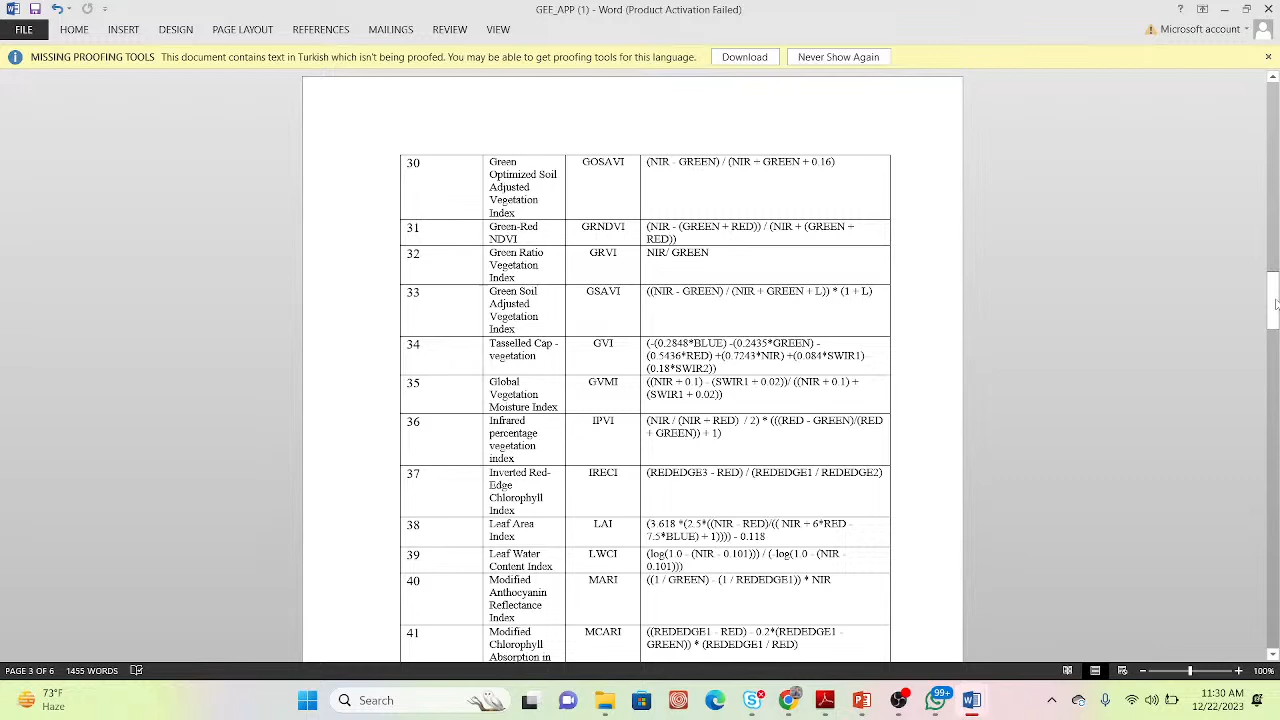 GEE_APP (1) - Word (Product Activation Failed)
FILE HOME INSERT DESIGN PAGE LAYOUT REFERENCES MAILINGS REVIEW VIEW Microsoft account
MISSING PROOFING TOOLS This document contains text in Turkish which isn't being proofed. You may be able to get proofing tools for this language. Download Never Show Again
30 Green GOSAVI (NIR - GREEN) / (NIR + GREEN + 0.16)
Optimized Soil
Adjusted
Vegetation
Index
31 Green-Red GRNDVI (NIR - (GREEN + RED)) / (NIR + (GREEN +
NDVI RED))
32 Green Ratio GRVI NIR/ GREEN
Vegetation
Index
33 Green Soil GSAVI ((NIR - GREEN) / (NIR + GREEN + L)) * (1 + L)
Adjusted
Vegetation
Index
34 Tasselled Cap - GVI (-(0.2848*BLUE) -(0.2435*GREEN) -
vegetation (0.5436*RED) +(0.7243*NIR) +(0.084*SWIR1) -
(0.18*SWIR2))
35 Global GVMI ((NIR + 0.1) - (SWIR1 + 0.02))/ ((NIR + 0.1) +
Vegetation (SWIR1 + 0.02))
Moisture Index
36 Infrared IPVI (NIR / (NIR + RED) / 2) * (((RED - GREEN)/(RED
percentage + GREEN)) + 1)
vegetation
index
37 Inverted Red- IRECI (REDEDGE3 - RED) / (REDEDGE1 / REDEDGE2)
Edge
Chlorophyll
Index
38 Leaf Area LAI (3.618 *(2.5*((NIR - RED)/(( NIR + 6*RED -
Index 7.5*BLUE) + 1)))) - 0.118
39 Leaf Water LWCI (log(1.0 - (NIR - 0.101))) / (-log(1.0 - (NIR -
Content Index 0.101)))
40 Modified MARI ((1 / GREEN) - (1 / REDEDGE1)) * NIR
Anthocyanin
Reflectance
Index
41 Modified MCARI ((REDEDGE1 - RED) - 0.2*(REDEDGE1 -
Chlorophyll GREEN)) * (REDEDGE1 / RED)
Absorption in
PAGE 3 OF 6 1455 WORDS 100%
73°F Search 99+ 11:30 AM
Haze 12/22/2023